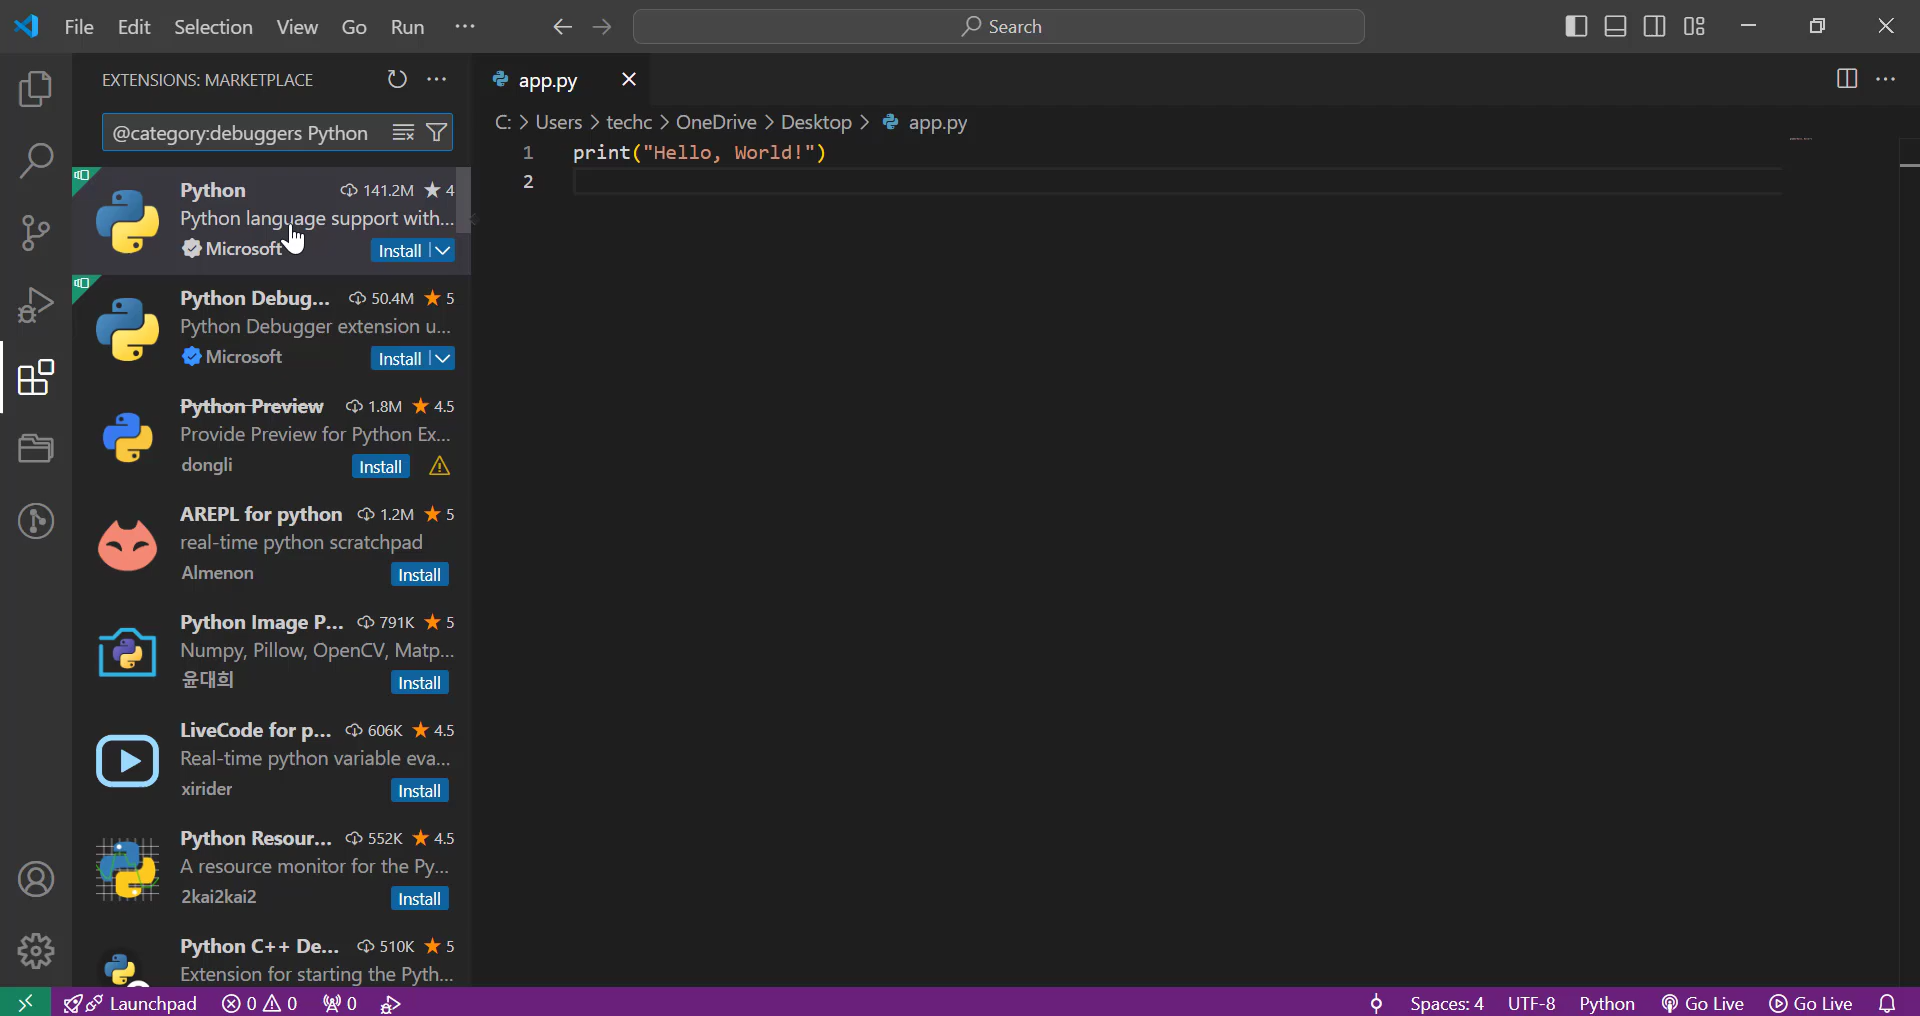 File Edit Selection View Go Run ···
Search
EXTENSIONS: MARKETPLACE
app.py
@category:debuggers Python
C: > Users > techc > OneDrive > Desktop > app.py
1 print("Hello, World!")
2
Python 141.2M ★ 4
Python language support with...
Microsoft Install
Python Debug... 50.4M ★ 5
Python Debugger extension u...
Microsoft Install
Python Preview 1.8M ★ 4.5
Provide Preview for Python Ex...
dongli Install
AREPL for python 1.2M ★ 5
real-time python scratchpad
Almenon Install
Python Image P... 791K ★ 5
Numpy, Pillow, OpenCV, Matp...
윤대희 Install
LiveCode for p... 606K ★ 4.5
Real-time python variable eva...
xirider Install
Python Resour... 552K ★ 4.5
A resource monitor for the Py...
2kai2kai2 Install
Python C++ De... 510K ★ 5
Extension for starting the Pyth...
Launchpad 0 0 0 Spaces: 4 UTF-8 Python Go Live Go Live